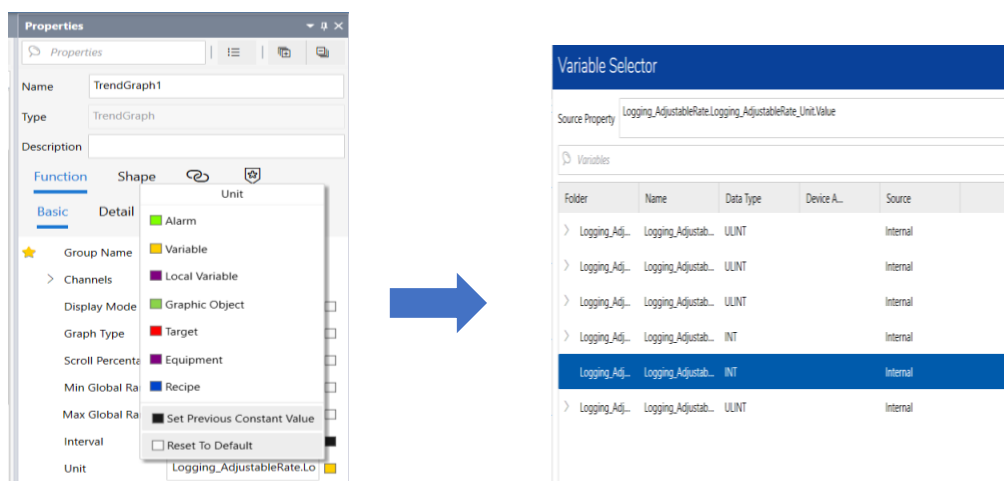 Properties
Properties
Name TrendGraph1
Type TrendGraph
Description
Function Shape
Basic Detail
Unit
Alarm
Variable
Local Variable
Graphic Object
Target
Equipment
Recipe
Set Previous Constant Value
Reset To Default
Group Name
Channels
Display Mode
Graph Type
Scroll Percenta
Min Global Ra
Max Global Ra
Interval
Unit Logging_AdjustableRate.Lo
Variable Selector
Source Property Logging_AdjustableRate.Logging_AdjustableRate_Unit.Value
Variables
Folder Name Data Type Device A... Source
Logging_Adj... Logging_Adjustab... ULINT Internal
Logging_Adj... Logging_Adjustab... ULINT Internal
Logging_Adj... Logging_Adjustab... ULINT Internal
Logging_Adj... Logging_Adjustab... INT Internal
Logging_Adj... Logging_Adjustab... INT Internal
Logging_Adj... Logging_Adjustab... ULINT Internal